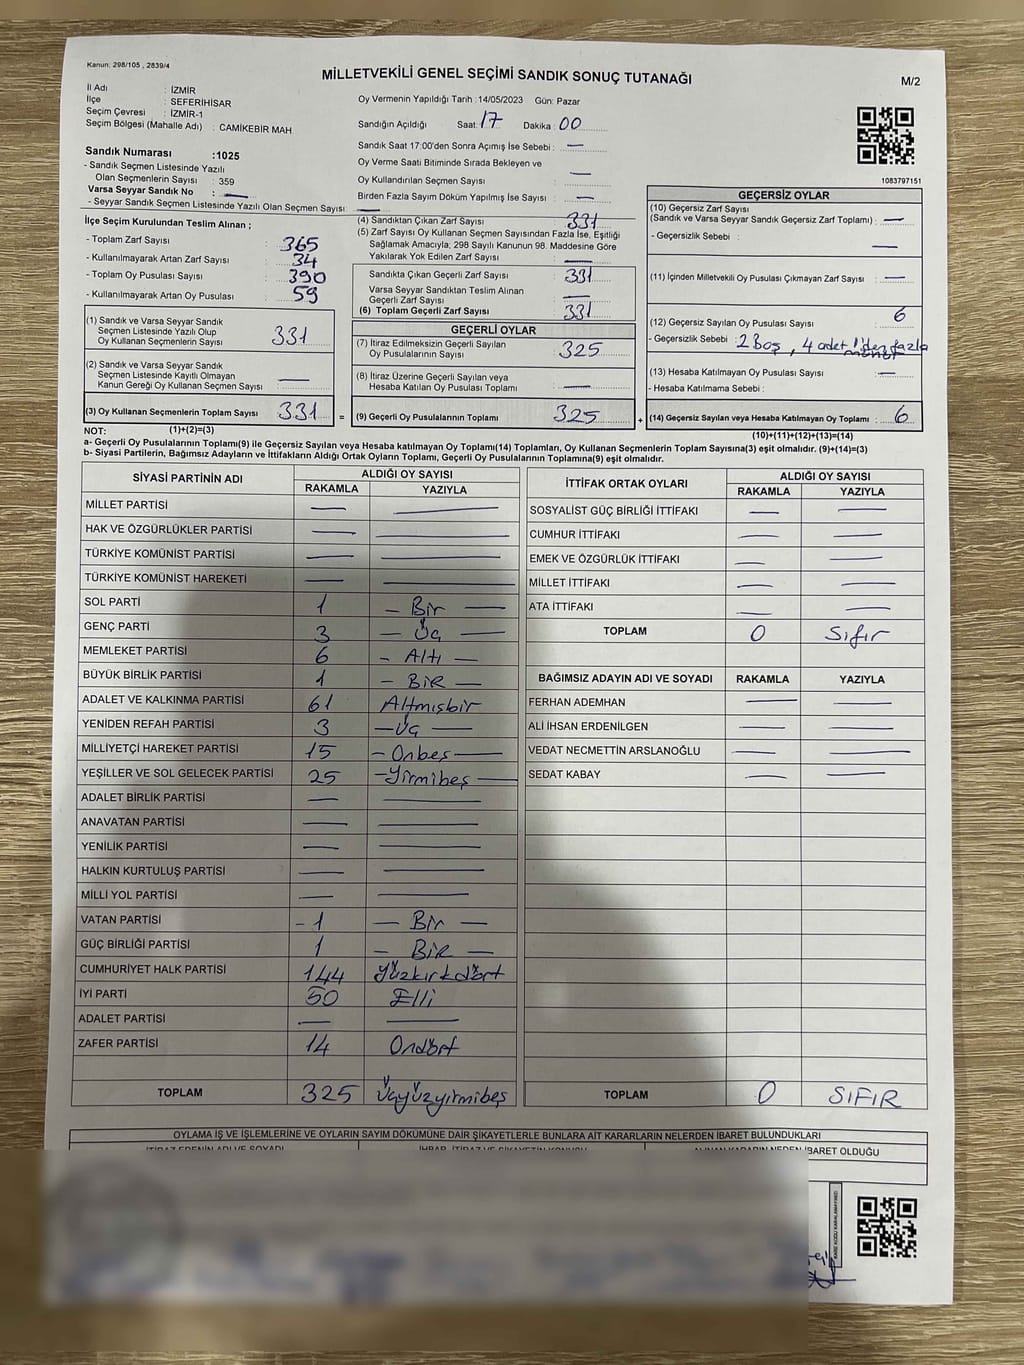 Kanun: 298/105 , 2839/4
MİLLETVEKİLİ GENEL SEÇİMİ SANDIK SONUÇ TUTANAĞI
M/2
İl Adı : İZMİR
İlçe : SEFERİHİSAR
Seçim Çevresi : İZMİR-1
Seçim Bölgesi (Mahalle Adı) : CAMİKEBİR MAH
Sandık Numarası :1025
- Sandık Seçmen Listesinde Yazılı
Olan Seçmenlerin Sayısı : 359
Varsa Seyyar Sandık No : —
- Seyyar Sandık Seçmen Listesinde Yazılı Olan Seçmen Sayısı: —
Oy Vermenin Yapıldığı Tarih :14/05/2023 Gün: Pazar
Sandığın Açıldığı Saat: 17 Dakika 00
Sandık Saat 17:00'den Sonra Açımış İse Sebebi : —
Oy Verme Saati Bitiminde Sırada Bekleyen ve
Oy Kullandırılan Seçmen Sayısı : —
Birden Fazla Sayım Döküm Yapılmış İse Sayısı : —
1083797151
İlçe Seçim Kurulundan Teslim Alınan ;
- Toplam Zarf Sayısı : 365
- Kullanılmayarak Artan Zarf Sayısı : 34
- Toplam Oy Pusulası Sayısı : 390
- Kullanılmayarak Artan Oy Pusulası : 59
(4) Sandıktan Çıkan Zarf Sayısı : 331
(5) Zarf Sayısı Oy Kullanan Seçmen Sayısından Fazla İse, Eşitliği
Sağlamak Amacıyla; 298 Sayılı Kanunun 98. Maddesine Göre
Yakılarak Yok Edilen Zarf Sayısı : —
Sandıkta Çıkan Geçerli Zarf Sayısı : 331
Varsa Seyyar Sandıktan Teslim Alınan
Geçerli Zarf Sayısı : —
(6) Toplam Geçerli Zarf Sayısı : 331
GEÇERSİZ OYLAR
(10) Geçersiz Zarf Sayısı
(Sandık ve Varsa Seyyar Sandık Geçersiz Zarf Toplamı) : —
- Geçersizlik Sebebi : —
(11) İçinden Milletvekili Oy Pusulası Çıkmayan Zarf Sayısı : —
(12) Geçersiz Sayılan Oy Pusulası Sayısı : 6
- Geçersizlik Sebebi : 2 Boş , 4 adet 1'den fazla
mühür
(13) Hesaba Katılmayan Oy Pusulası Sayısı : —
- Hesaba Katılmama Sebebi :
(14) Geçersiz Sayılan veya Hesaba Katılmayan Oy Toplamı : 6
(10)+(11)+(12)+(13)=(14)
(1) Sandık ve Varsa Seyyar Sandık
Seçmen Listesinde Yazılı Olup
Oy Kullanan Seçmenlerin Sayısı : 331
(2) Sandık ve Varsa Seyyar Sandık
Seçmen Listesinde Kayıtlı Olmayan
Kanun Gereği Oy Kullanan Seçmen Sayısı : —
(3) Oy Kullanan Seçmenlerin Toplam Sayısı : 331 =
GEÇERLİ OYLAR
(7) İtiraz Edilmeksizin Geçerli Sayılan
Oy Pusulalarının Sayısı : 325
(8) İtiraz Üzerine Geçerli Sayılan veya
Hesaba Katılan Oy Pusulası Toplamı : —
(9) Geçerli Oy Pusulalarının Toplamı : 325 +
NOT: (1)+(2)=(3)
a- Geçerli Oy Pusulalarının Toplamı(9) ile Geçersiz Sayılan veya Hesaba katılmayan Oy Toplamı(14) Toplamları, Oy Kullanan Seçmenlerin Toplam Sayısına(3) eşit olmalıdır. (9)+(14)=(3)
b- Siyasi Partilerin, Bağımsız Adayların ve İttifakların Aldığı Ortak Oyların Toplamı, Geçerli Oy Pusulalarının Toplamına(9) eşit olmalıdır.
SİYASİ PARTİNİN ADI ALDIĞI OY SAYISI
RAKAMLA YAZIYLA
MİLLET PARTİSİ — —
HAK VE ÖZGÜRLÜKLER PARTİSİ — —
TÜRKİYE KOMÜNİST PARTİSİ — —
TÜRKİYE KOMÜNİST HAREKETİ — —
SOL PARTİ 1 — Bir —
GENÇ PARTİ 3 — Üç —
MEMLEKET PARTİSİ 6 — Altı —
BÜYÜK BİRLİK PARTİSİ 1 — BİR —
ADALET VE KALKINMA PARTİSİ 61 Altmışbir
YENİDEN REFAH PARTİSİ 3 — Üç —
MİLLİYETÇİ HAREKET PARTİSİ 15 — Onbeş —
YEŞİLLER VE SOL GELECEK PARTİSİ 25 — Yirmibeş —
ADALET BİRLİK PARTİSİ — —
ANAVATAN PARTİSİ — —
YENİLİK PARTİSİ — —
HALKIN KURTULUŞ PARTİSİ — —
MİLLİ YOL PARTİSİ — —
VATAN PARTİSİ - 1 — Bir —
GÜÇ BİRLİĞİ PARTİSİ 1 — BİR —
CUMHURİYET HALK PARTİSİ 144 Yüzkırkdört
İYİ PARTİ 50 Elli
ADALET PARTİSİ — —
ZAFER PARTİSİ 14 Ondört
TOPLAM 325 Üçyüzyirmibeş
İTTİFAK ORTAK OYLARI ALDIĞI OY SAYISI
RAKAMLA YAZIYLA
SOSYALİST GÜÇ BİRLİĞİ İTTİFAKI — —
CUMHUR İTTİFAKI — —
EMEK VE ÖZGÜRLÜK İTTİFAKI — —
MİLLET İTTİFAKI — —
ATA İTTİFAKI — —
TOPLAM 0 Sıfır
BAĞIMSIZ ADAYIN ADI VE SOYADI RAKAMLA YAZIYLA
FERHAN ADEMHAN — —
ALİ İHSAN ERDENİLGEN — —
VEDAT NECMETTİN ARSLANOĞLU — —
SEDAT KABAY — —
TOPLAM 0 SIFIR
OYLAMA İŞ VE İŞLEMLERİNE VE OYLARIN SAYIM DÖKÜMÜNE DAİR ŞİKAYETLERLE BUNLARA AİT KARARLARIN NELERDEN İBARET BULUNDUKLARI
İBARET OLDUĞU